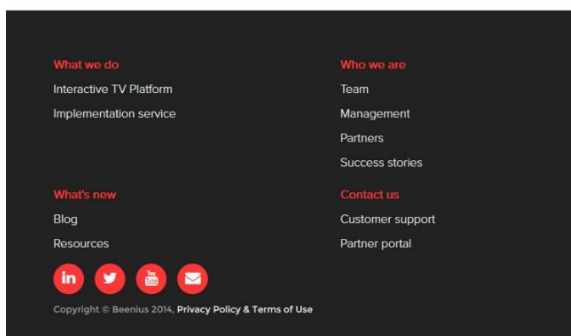 What we do
Interactive TV Platform
Implementation service
Who we are
Team
Management
Partners
Success stories
What's new
Blog
Resources
Contact us
Customer support
Partner portal
in
You
Tube
Copyright © Beenius 2014, Privacy Policy & Terms of Use